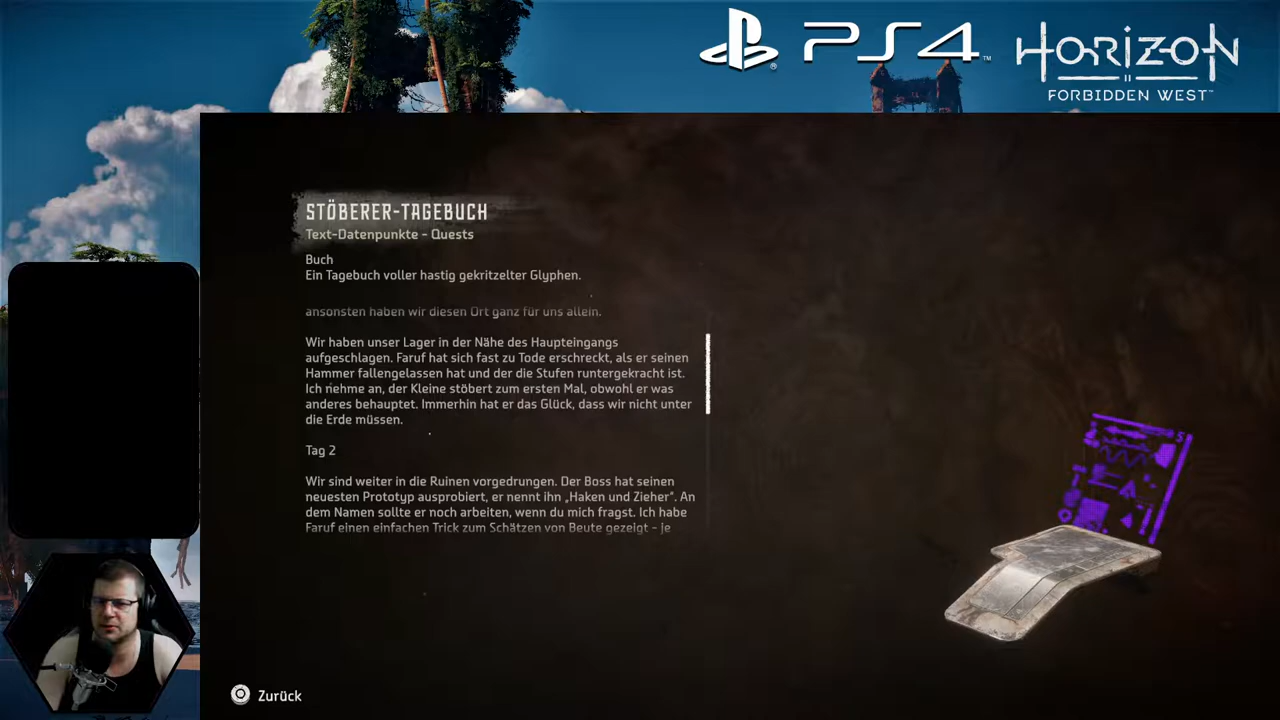 PS4™
HORIZON
FORBIDDEN WEST™
STÖBERER-TAGEBUCH
Text-Datenpunkte - Quests
Buch
Ein Tagebuch voller hastig gekritzelter Glyphen.
ansonsten haben wir diesen Ort ganz für uns allein.
Wir haben unser Lager in der Nähe des Haupteingangs
aufgeschlagen. Faruf hat sich fast zu Tode erschreckt, als er seinen
Hammer fallengelassen hat und der die Stufen runtergekracht ist.
Ich nehme an, der Kleine stöbert zum ersten Mal, obwohl er was
anderes behauptet. Immerhin hat er das Glück, dass wir nicht unter
die Erde müssen.
Tag 2
Wir sind weiter in die Ruinen vorgedrungen. Der Boss hat seinen
neuesten Prototyp ausprobiert, er nennt ihn „Haken und Zieher". An
dem Namen sollte er noch arbeiten, wenn du mich fragst. Ich habe
Faruf einen einfachen Trick zum Schätzen von Beute gezeigt - je
Zurück